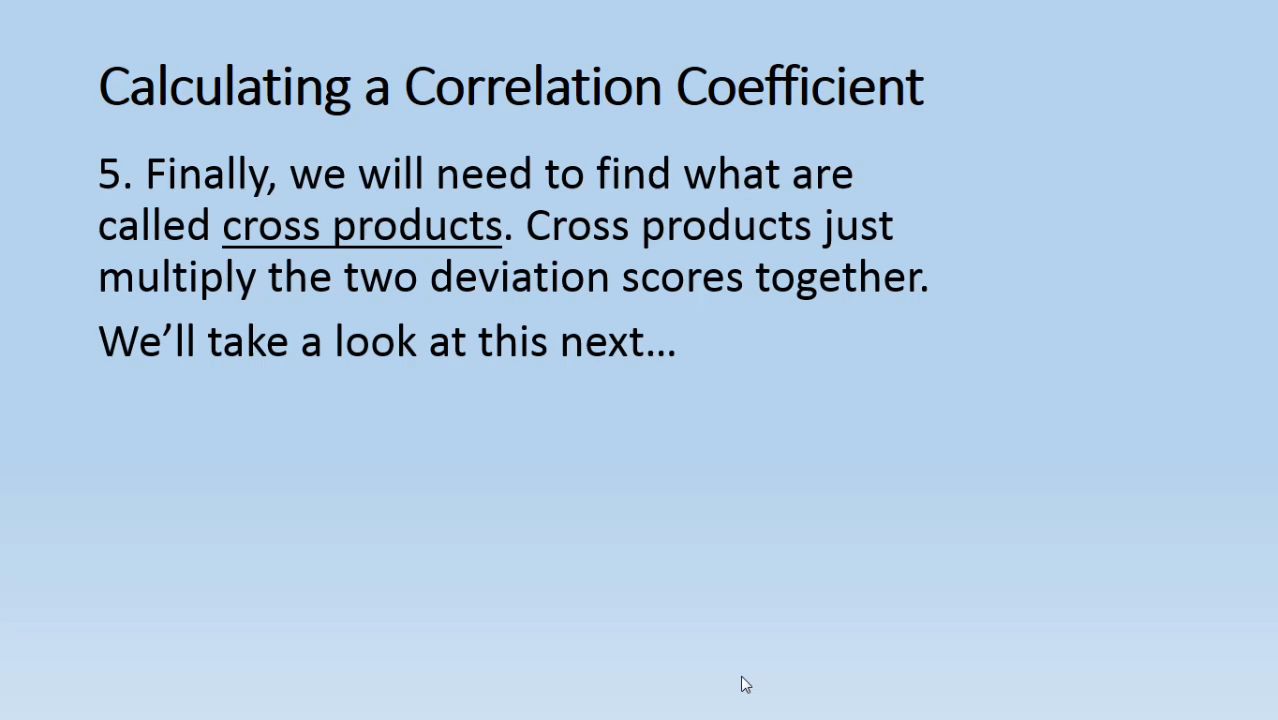 Calculating a Correlation Coefficient
5. Finally, we will need to find what are
called cross products. Cross products just
multiply the two deviation scores together.
We’ll take a look at this next…